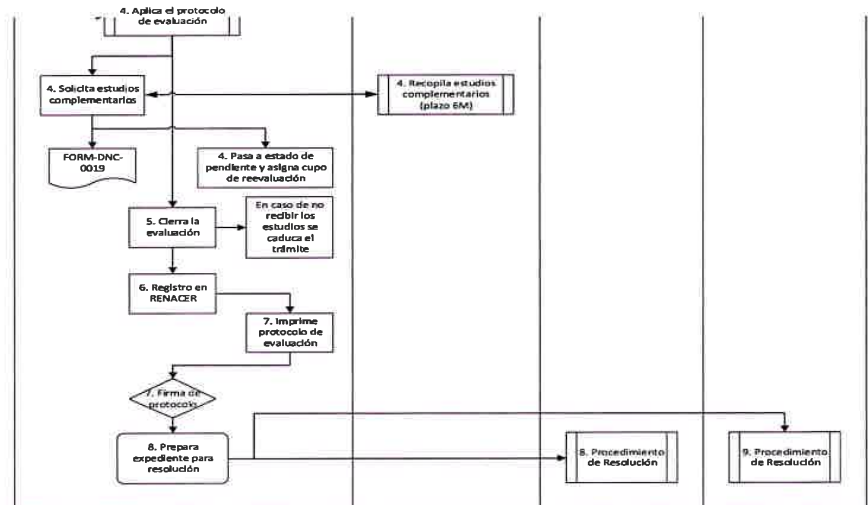 4. Aplica el protocolo
de evaluación
4. Solicita estudios
complementarios
4. Recopila estudios
complementarios
(plazo 6M)
FORM-DNC-
0019
4. Pasa a estado de
pendiente y asigna cupo
de reevaluación
5. Cierra la
evaluación
En caso de no
recibir los
estudios se
caduca el
trámite
6. Registro en
RENACER
7. Imprime
protocolo de
evaluación
7. Firma de
protocolo
8. Prepara
expediente para
resolución
8. Procedimiento
de Resolución
9. Procedimiento
de Resolución